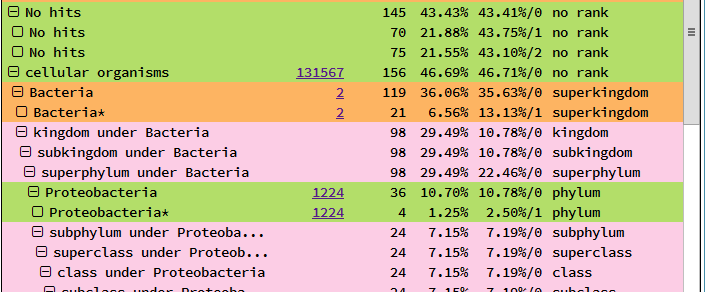 No hits 145 43.43% 43.41%/0 no rank
No hits 70 21.88% 43.75%/1 no rank
No hits 75 21.55% 43.10%/2 no rank
cellular organisms 131567 156 46.69% 46.71%/0 no rank
Bacteria 2 119 36.06% 35.63%/0 superkingdom
Bacteria* 2 21 6.56% 13.13%/1 superkingdom
kingdom under Bacteria 98 29.49% 10.78%/0 kingdom
subkingdom under Bacteria 98 29.49% 10.78%/0 subkingdom
superphylum under Bacteria 98 29.49% 22.46%/0 superphylum
Proteobacteria 1224 36 10.70% 10.78%/0 phylum
Proteobacteria* 1224 4 1.25% 2.50%/1 phylum
subphylum under Proteoba... 24 7.15% 7.19%/0 subphylum
superclass under Proteob... 24 7.15% 7.19%/0 superclass
class under Proteobacteria 24 7.15% 7.19%/0 class
subclass under Proteoba... 24 7.15% 7.19%/0 subclass